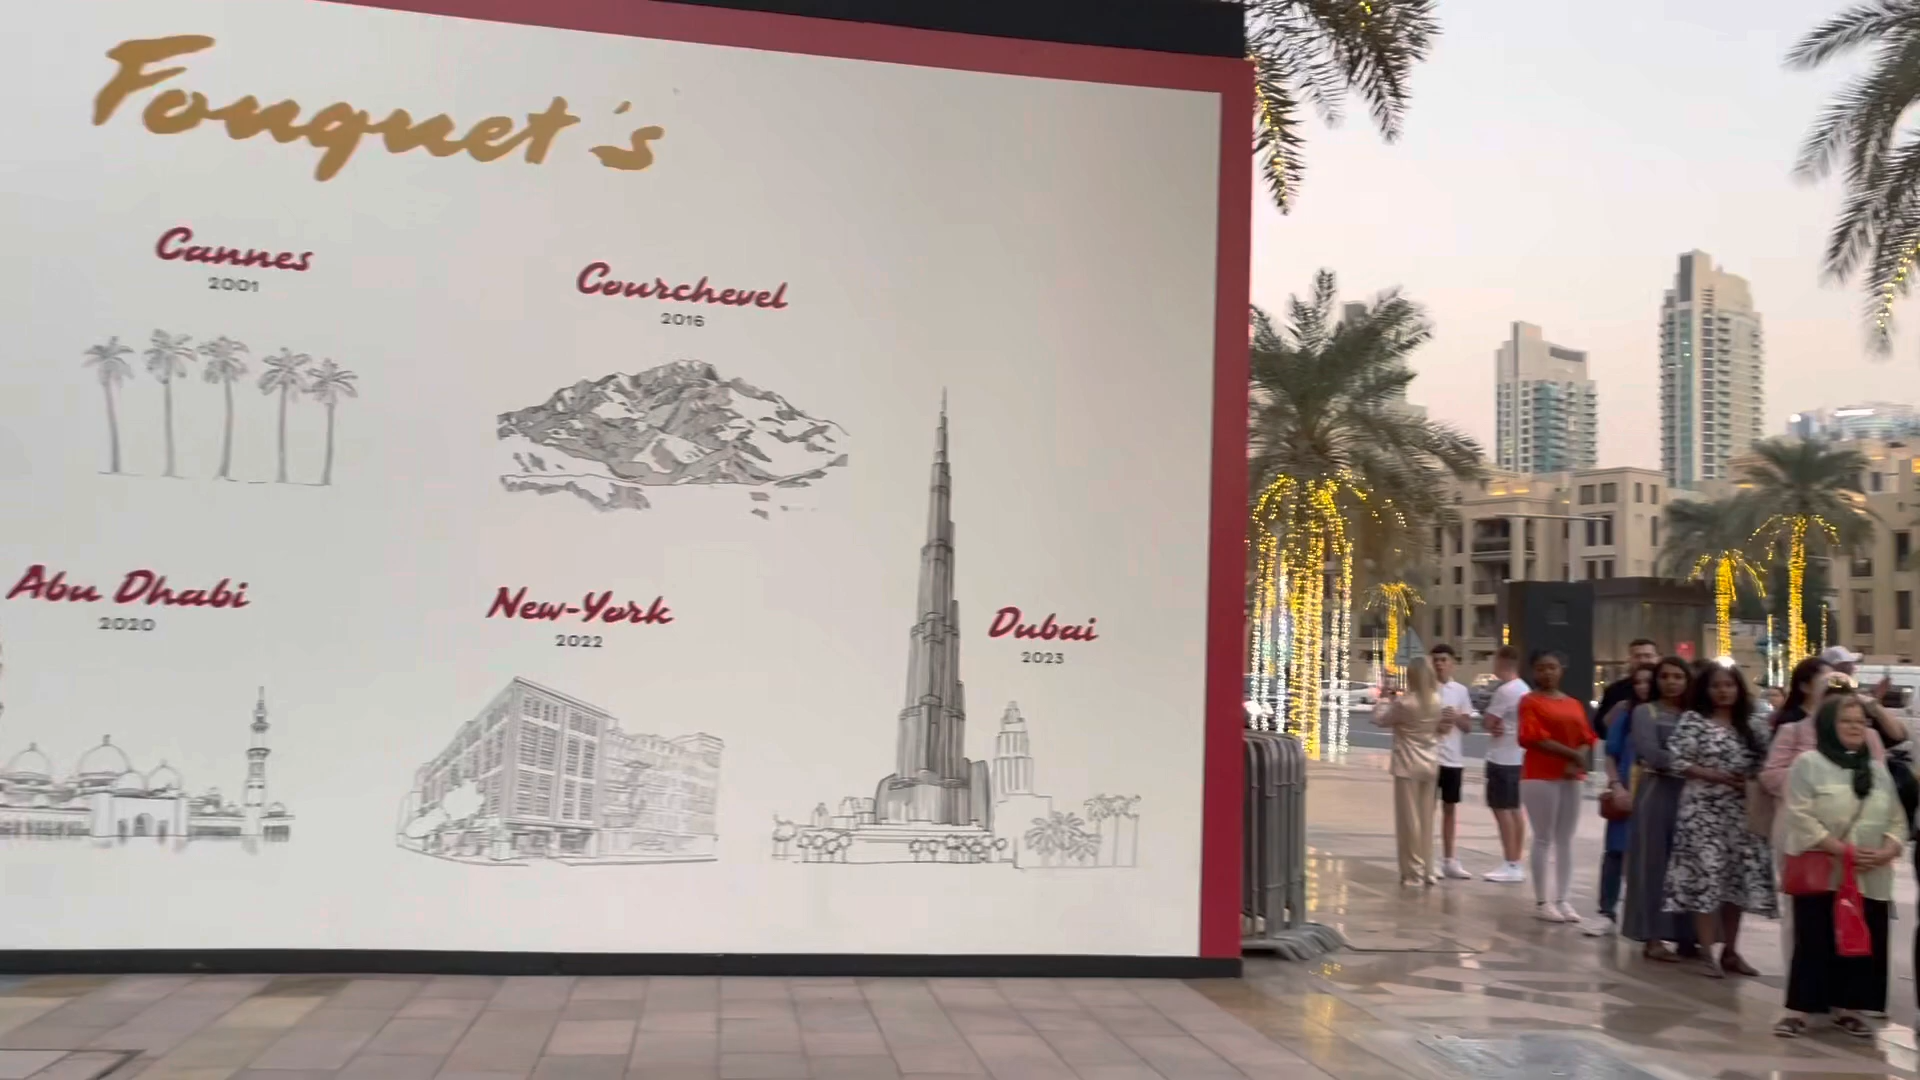 Fouquet's
Cannes
2001
Courchevel
2016
Abu Dhabi
2020
New-York
2022
Dubai
2023